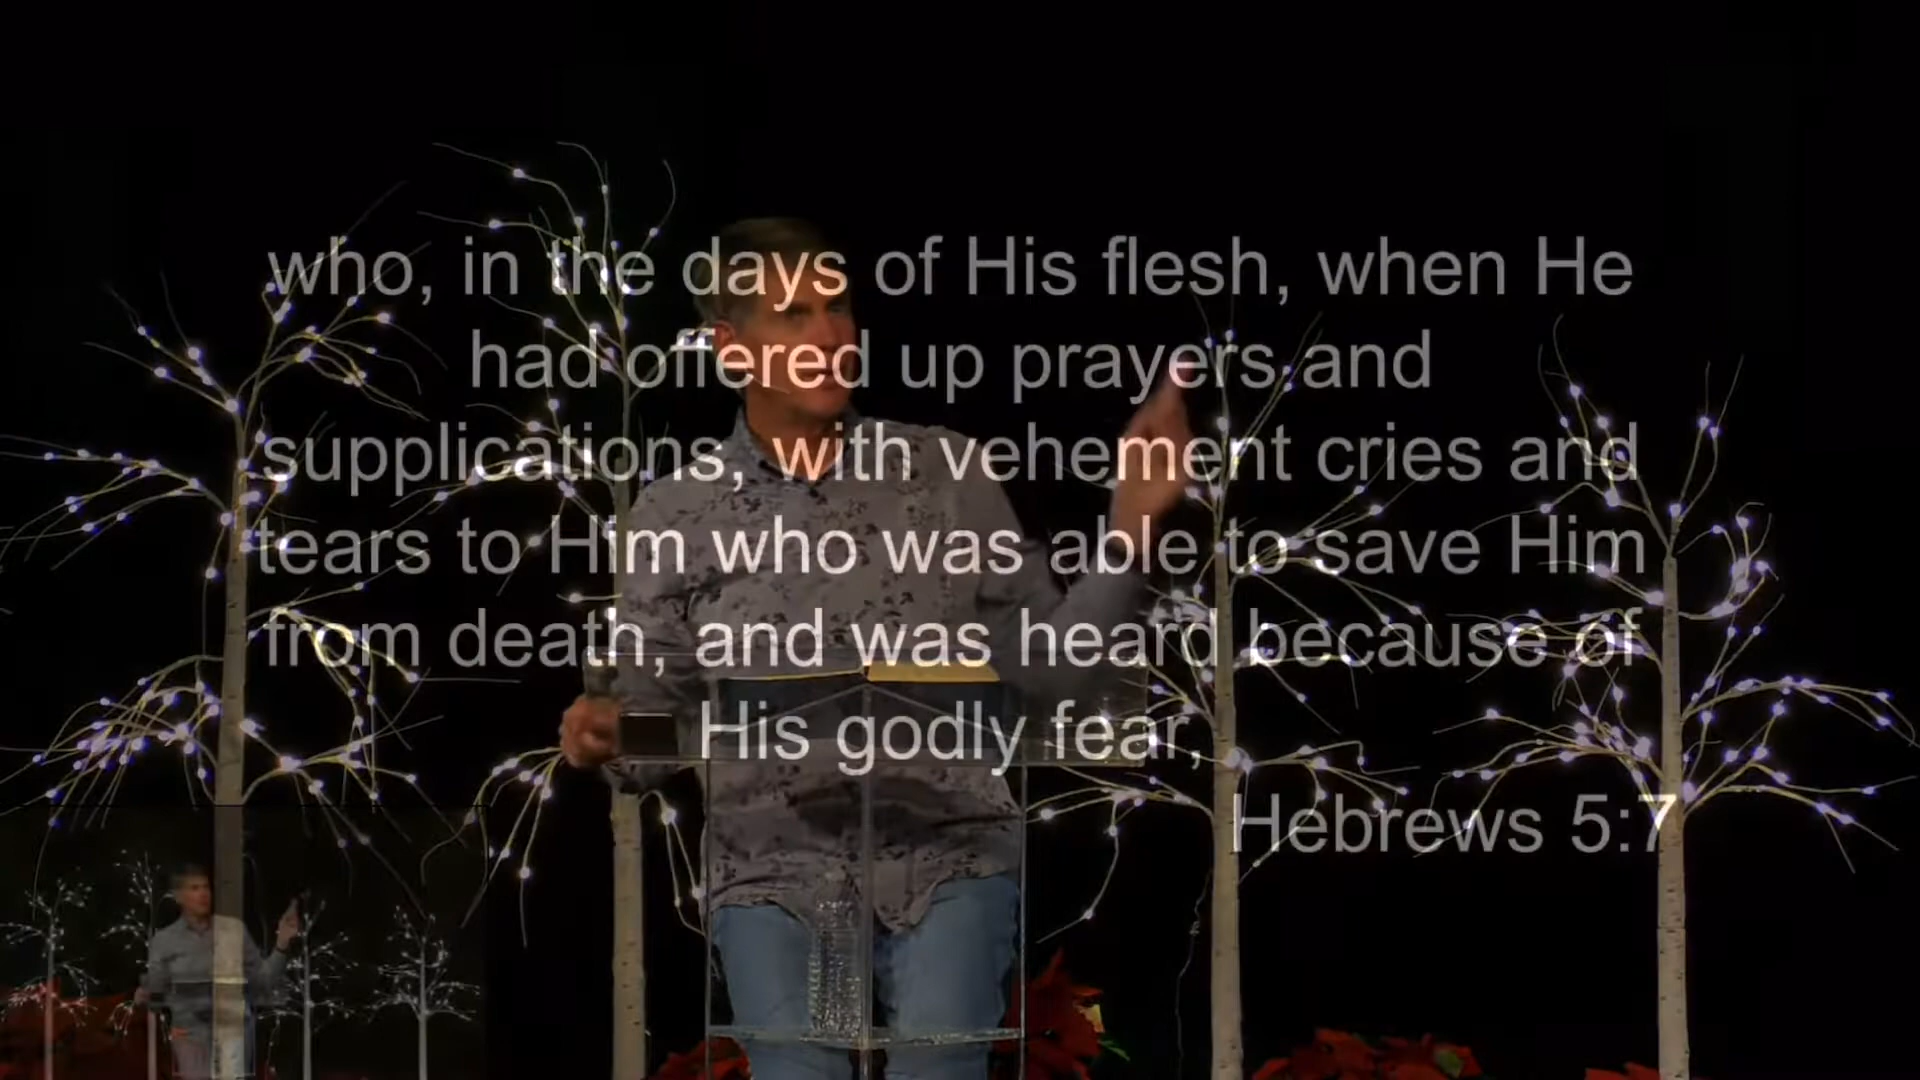 who, in the days of His flesh, when He
had offered up prayers and
supplications, with vehement cries and
tears to Him who was able to save Him
from death, and was heard because of
His godly fear,
Hebrews 5:7